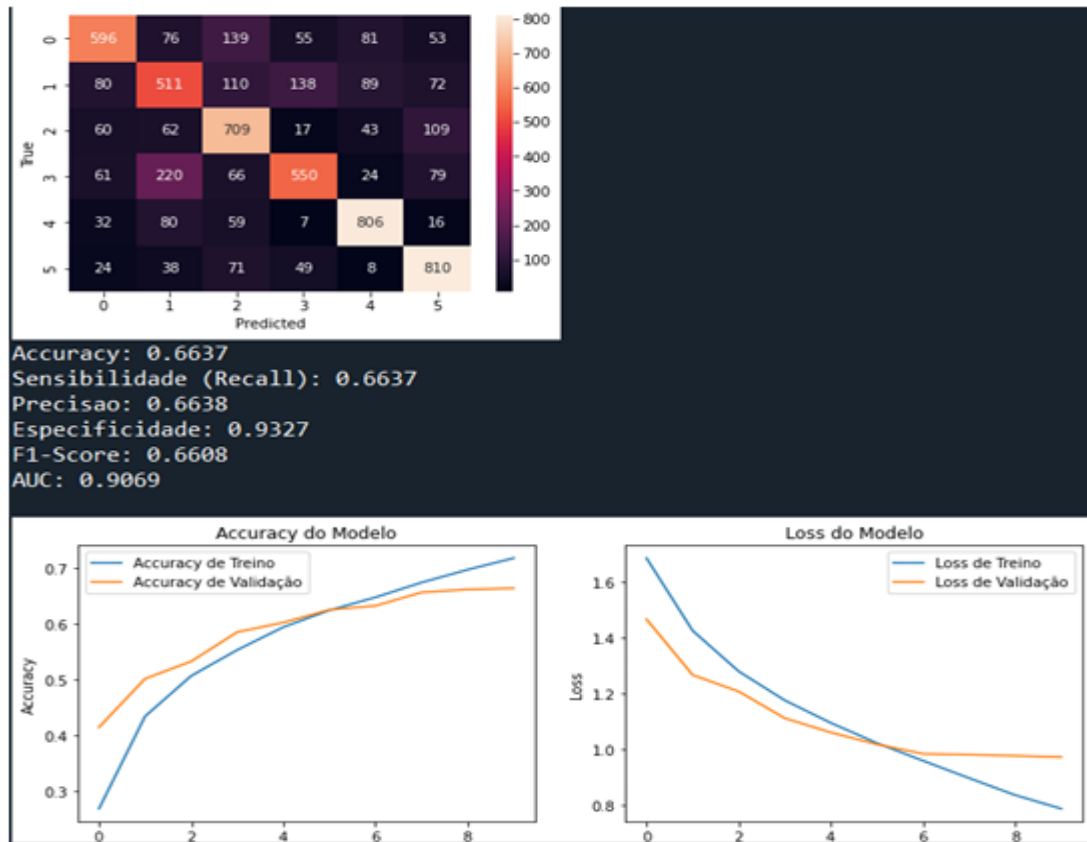 0 596 76 139 55 81 53
1 80 511 110 138 89 72
2 60 62 709 17 43 109
3 61 220 66 550 24 79
4 32 80 59 7 806 16
5 24 38 71 49 8 810
True
0 1 2 3 4 5
Predicted
800
700
600
500
400
300
200
100
Accuracy: 0.6637
Sensibilidade (Recall): 0.6637
Precisao: 0.6638
Especificidade: 0.9327
F1-Score: 0.6608
AUC: 0.9069
Accuracy do Modelo
Accuracy de Treino
Accuracy de Validação
Accuracy
0.7
0.6
0.5
0.4
0.3
0 2 4 6 8
Loss do Modelo
Loss de Treino
Loss de Validação
Loss
1.6
1.4
1.2
1.0
0.8
0 2 4 6 8